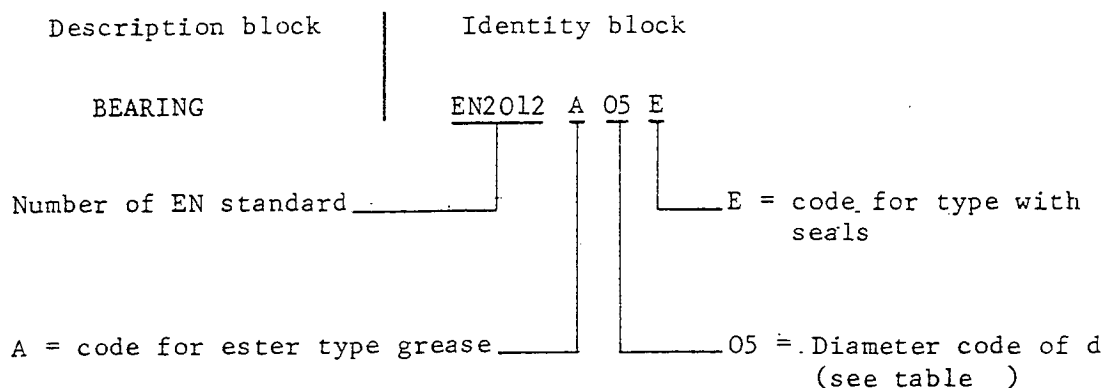 Description block Identity block
BEARING EN2012 A 05 E
Number of EN standard E = code for type with
seals
A = code for ester type grease 05 = Diameter code of d
(see table )